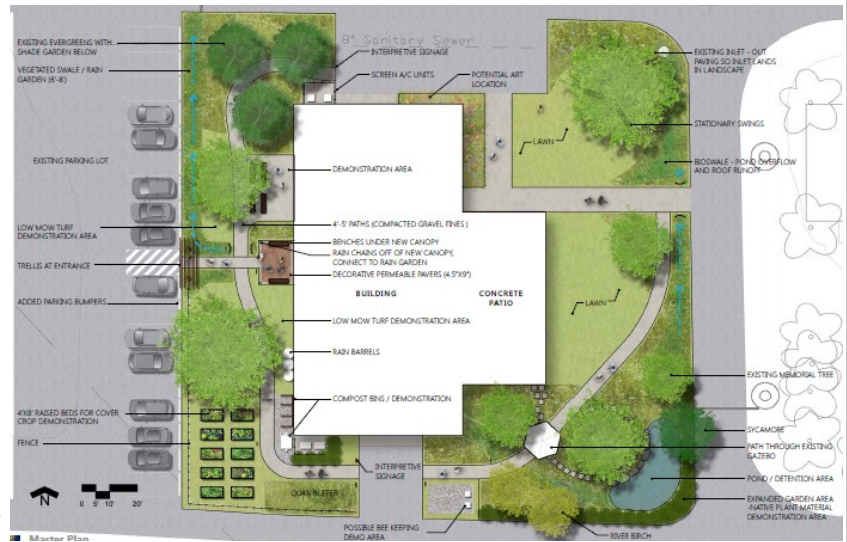 8" Sanitary Sewer
EXISTING EVERGREENS WITH
SHADE GARDEN BELOW
VEGETATED SWALE / RAIN
GARDEN (6'-8')
EXISTING PARKING LOT
LOW MOW TURF
DEMONSTRATION AREA
TRELLIS AT ENTRANCE
ADDED PARKING BUMPERS
4'X8' RAISED BEDS FOR COVER
CROP DEMONSTRATION
FENCE
N
0 5' 10' 20'
INTERPRETIVE SIGNAGE
SCREEN A/C UNITS
POTENTIAL ART
LOCATION
DEMONSTRATION AREA
4'-5' PATHS (COMPACTED GRAVEL FINES )
BENCHES UNDER NEW CANOPY
RAIN CHAINS OFF OF NEW CANOPY,
CONNECT TO RAIN GARDEN
DECORATIVE PERMEABLE PAVERS (4.5"X9")
BUILDING
CONCRETE
PATIO
LOW MOW TURF DEMONSTRATION AREA
RAIN BARRELS
COMPOST BINS / DEMONSTRATION
INTERPRETIVE
SIGNAGE
POSSIBLE BEE KEEPING
DEMO AREA
LAWN
LAWN
EXISTING INLET - CUT
PAVING SO INLET LANDS
IN LANDSCAPE
STATIONARY SWINGS
BIOSWALE - POND OVERFLOW
AND ROOF RUNOFF
EXISTING MEMORIAL TREE
SYCAMORE
PATH THROUGH EXISTING
GAZEBO
POND / DETENTION AREA
EXPANDED GARDEN AREA
-NATIVE PLANT MATERIAL
DEMONSTRATION AREA
RIVER BIRCH
Master Plan